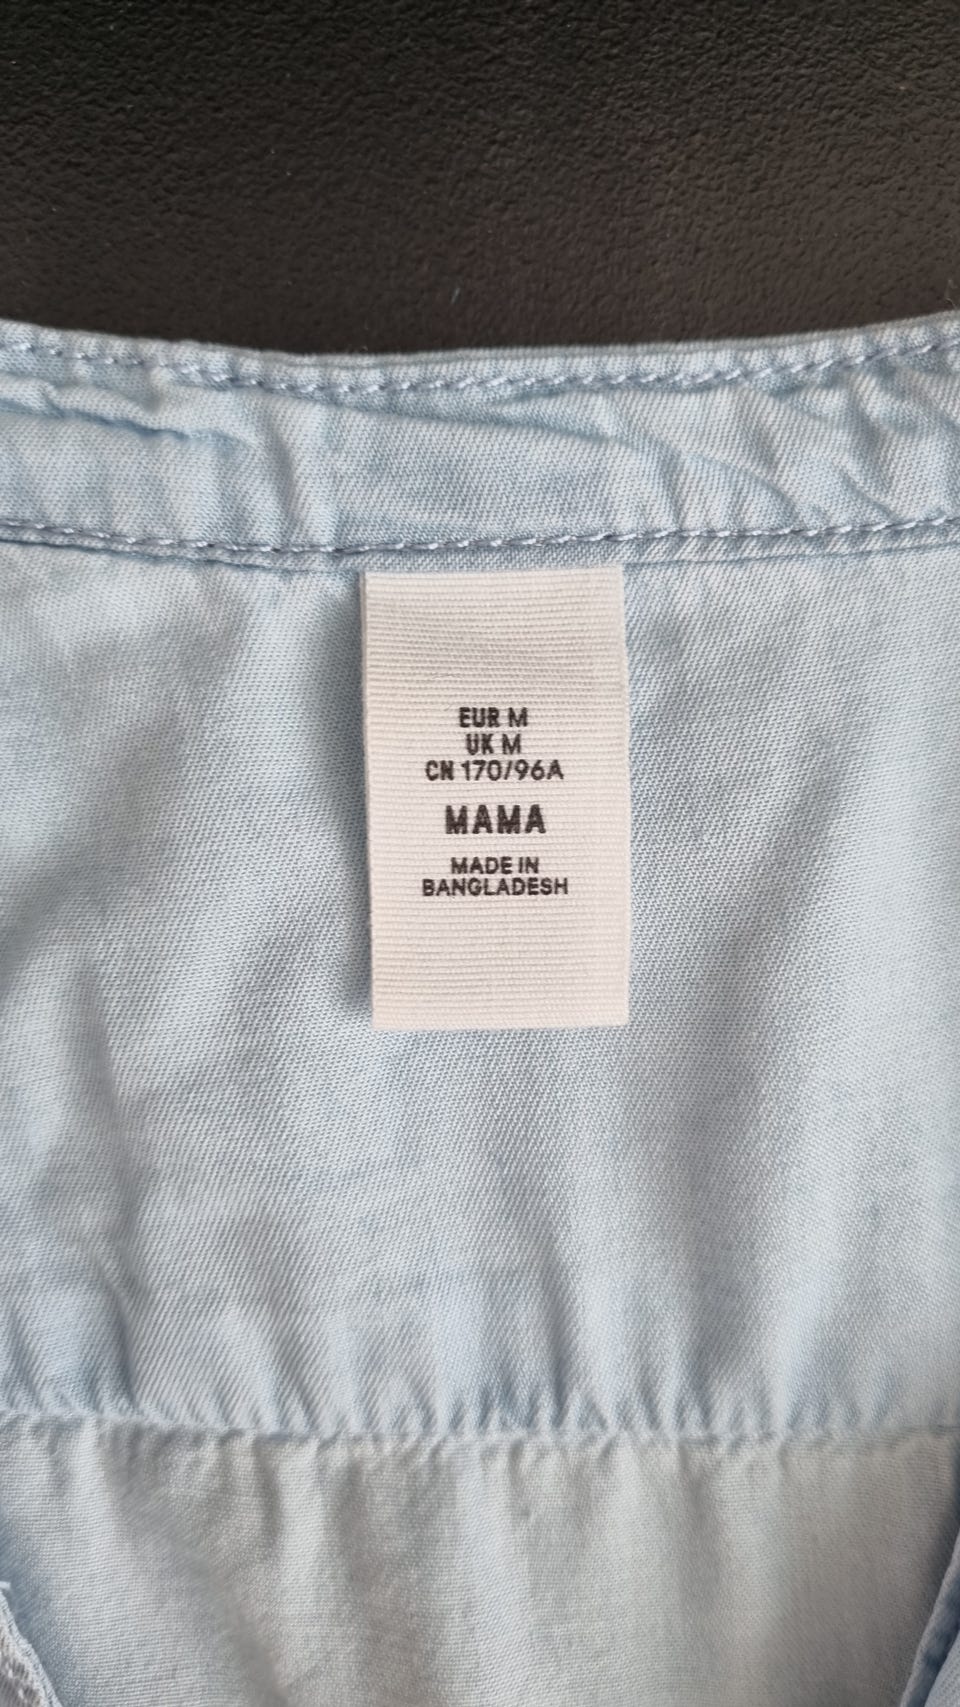 EUR M
UK M
CN 170/96A
MAMA
MADE IN
BANGLADESH